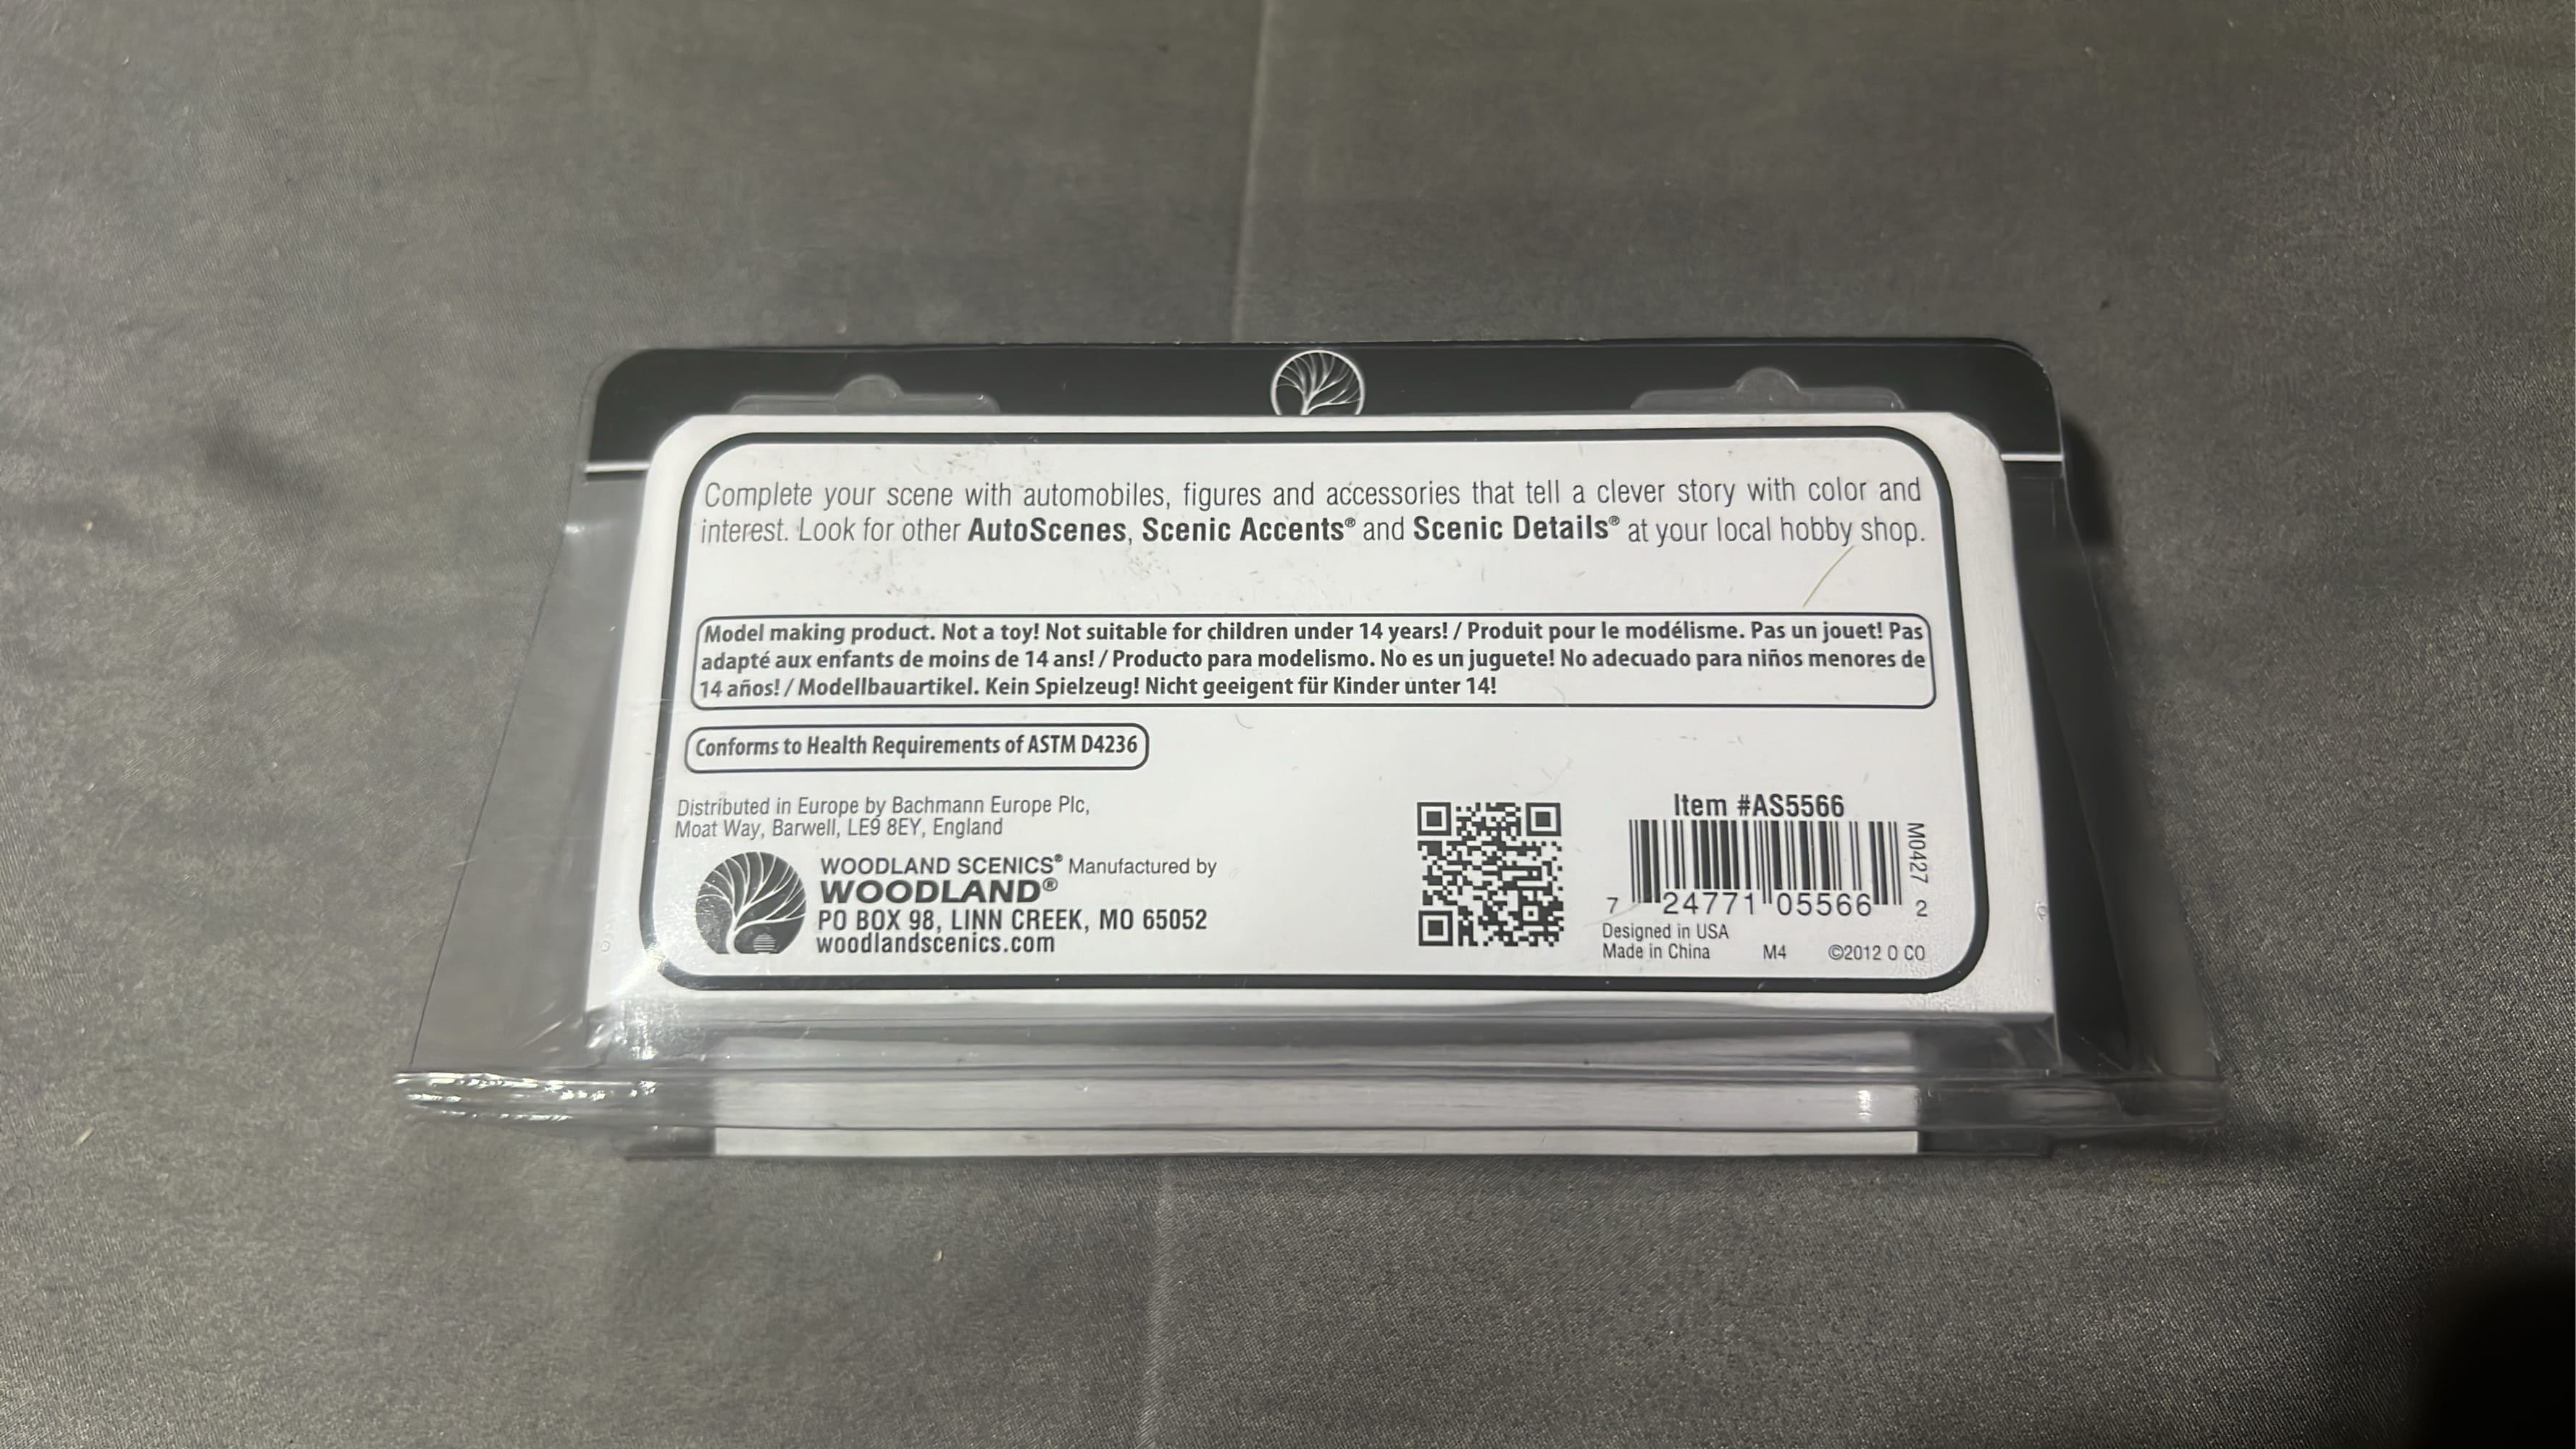 Complete your scene with automobiles, figures and accessories that tell a clever story with color and
interest. Look for other AutoScenes, Scenic Accents® and Scenic Details® at your local hobby shop.
Model making product. Not a toy! Not suitable for children under 14 years! / Produit pour le modélisme. Pas un jouet! Pas
adapté aux enfants de moins de 14 ans! / Producto para modelismo. No es un juguete! No adecuado para niños menores de
14 años! / Modellbauartikel. Kein Spielzeug! Nicht geeigent für Kinder unter 14!
Conforms to Health Requirements of ASTM D4236
Distributed in Europe by Bachmann Europe Plc,
Moat Way, Barwell, LE9 8EY, England
WOODLAND SCENICS® Manufactured by
WOODLAND®
PO BOX 98, LINN CREEK, MO 65052
woodlandscenics.com
Item #AS5566
M0427
7 24771 05566 2
Designed in USA
Made in China M4 ©2012 O CO